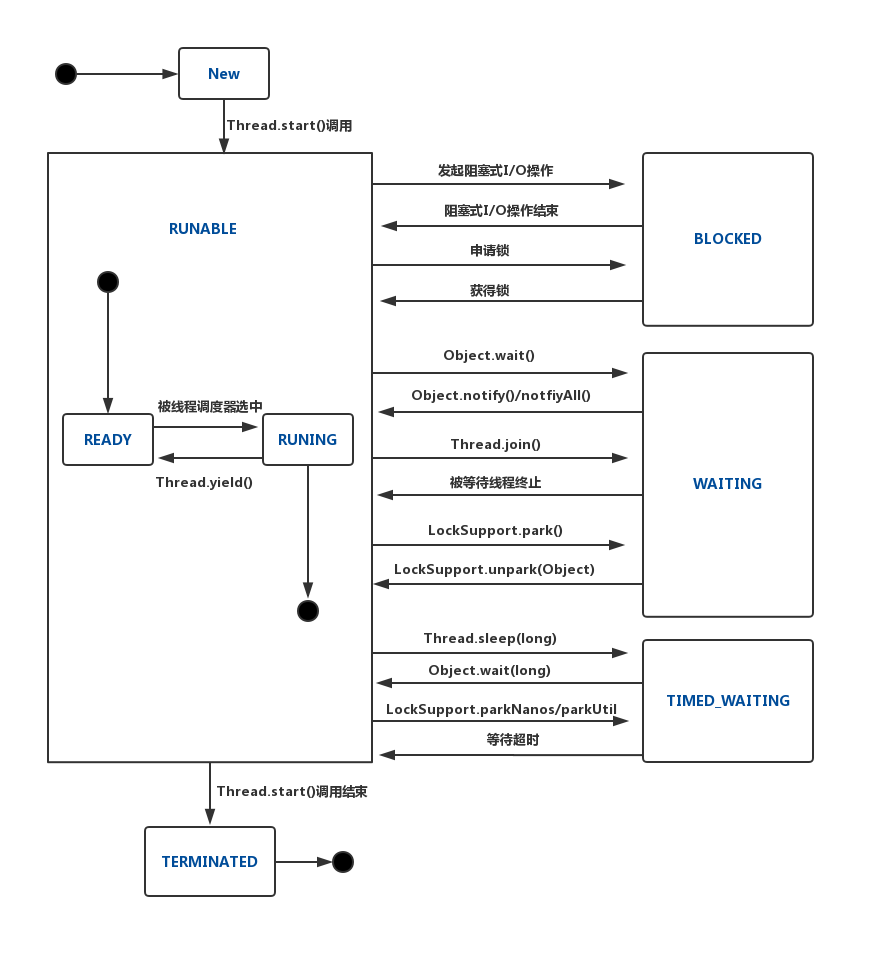 New
Thread.start()调用
RUNABLE
发起阻塞式I/O操作
阻塞式I/O操作结束
BLOCKED
申请锁
获得锁
Object.wait()
Object.notify()/notfiyAll()
被线程调度器选中
READY
RUNING
Thread.yield()
Thread.join()
被等待线程终止
WAITING
LockSupport.park()
LockSupport.unpark(Object)
Thread.sleep(long)
Object.wait(long)
TIMED_WAITING
LockSupport.parkNanos/parkUtil
等待超时
Thread.start()调用结束
TERMINATED